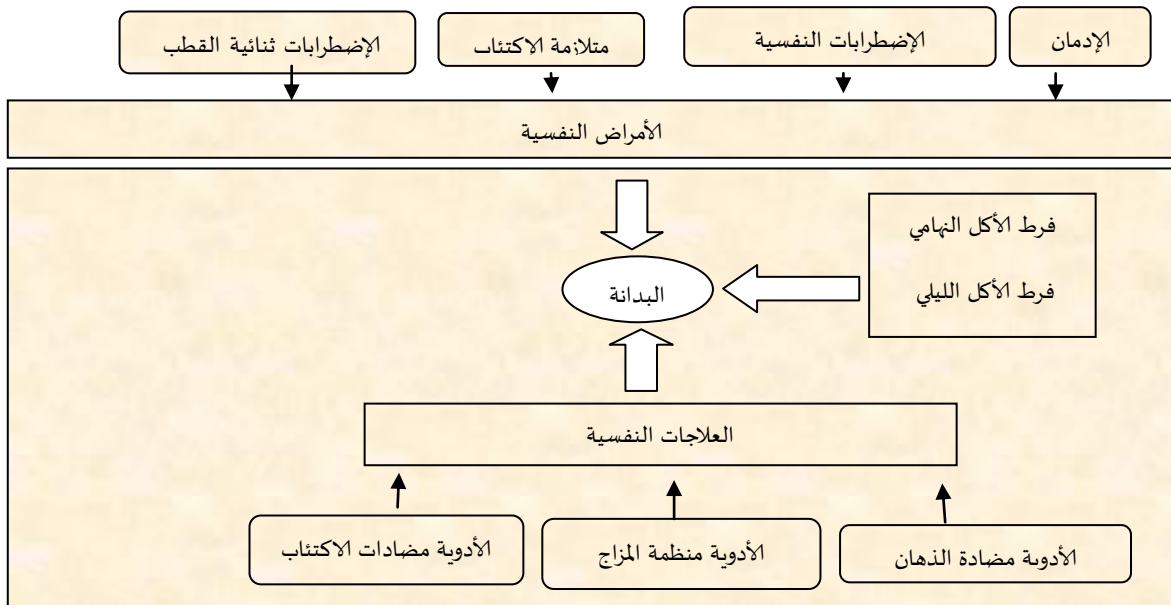 الإدمان
الإضطرابات النفسية
متلازمة الاكتئاب
الإضطرابات ثنائية القطب
الأمراض النفسية
فرط الأكل النهامي
فرط الأكل الليلي
البدانة
العلاجات النفسية
الأدوية مضادة الذهان
الأدوية منظمة المزاج
الأدوية مضادات الاكتئاب